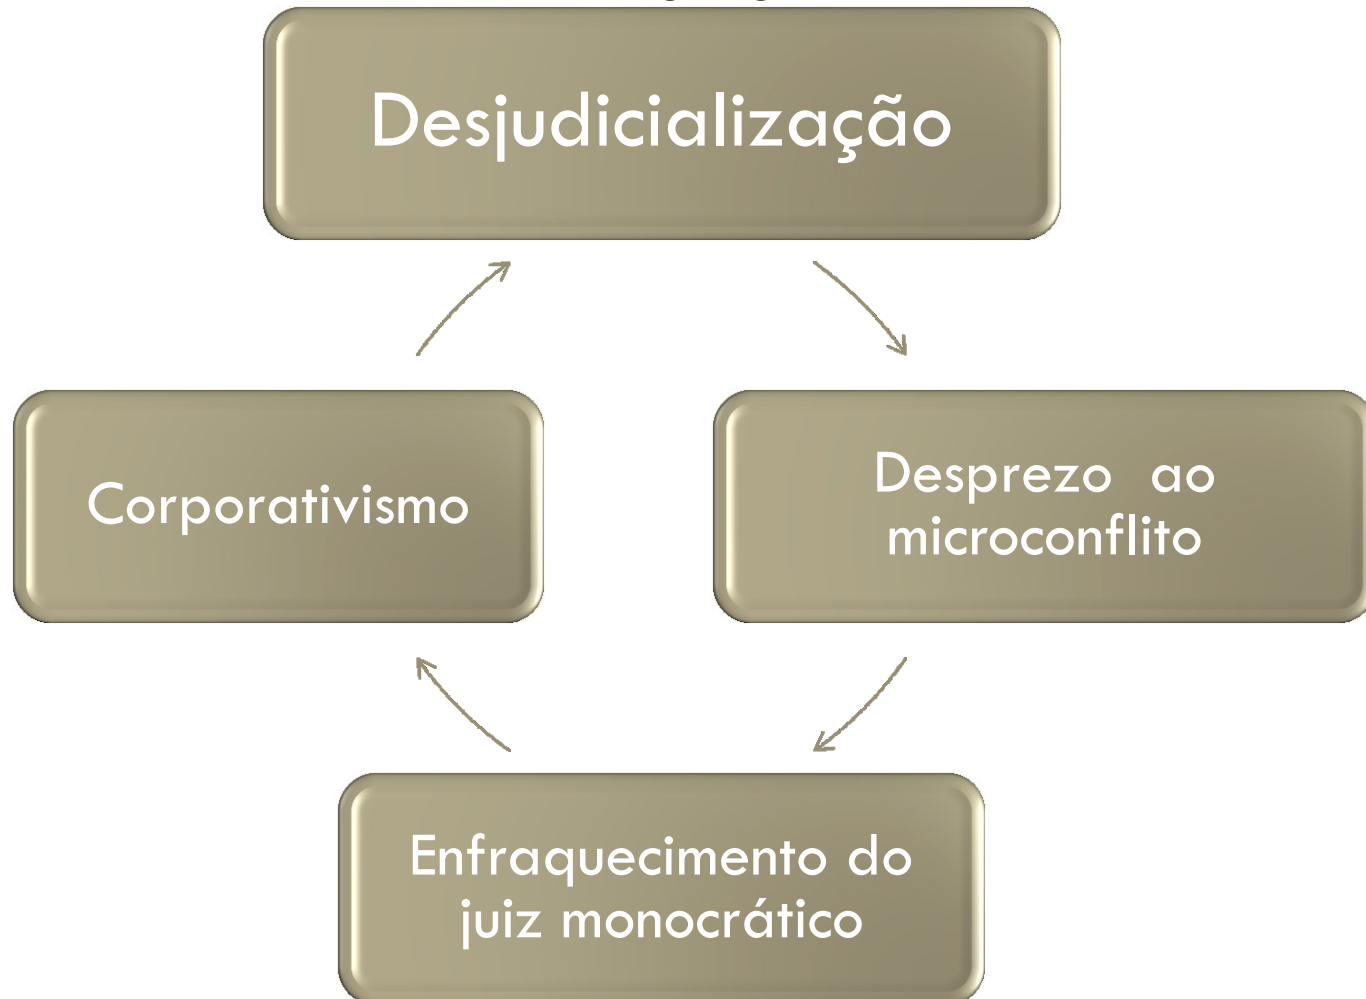 Desjudicialização
Corporativismo
Desprezo ao
microconflito
Enfraquecimento do
juiz monocrático